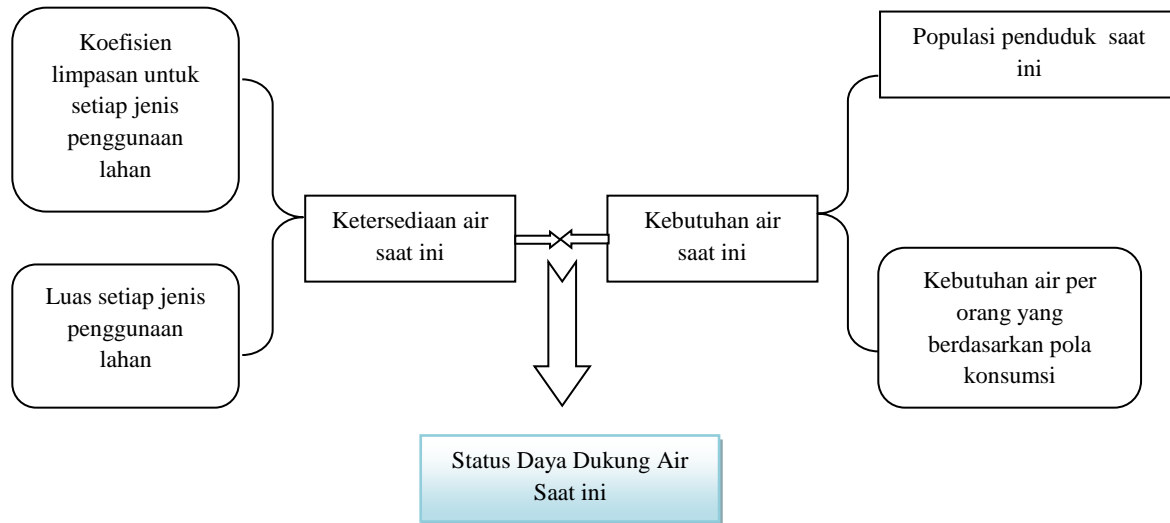 Koefisien
limpasan untuk
setiap jenis
penggunaan
lahan
Luas setiap jenis
penggunaan
lahan
Ketersediaan air
saat ini
Kebutuhan air
saat ini
Populasi penduduk saat
ini
Kebutuhan air per
orang yang
berdasarkan pola
konsumsi
Status Daya Dukung Air
Saat ini